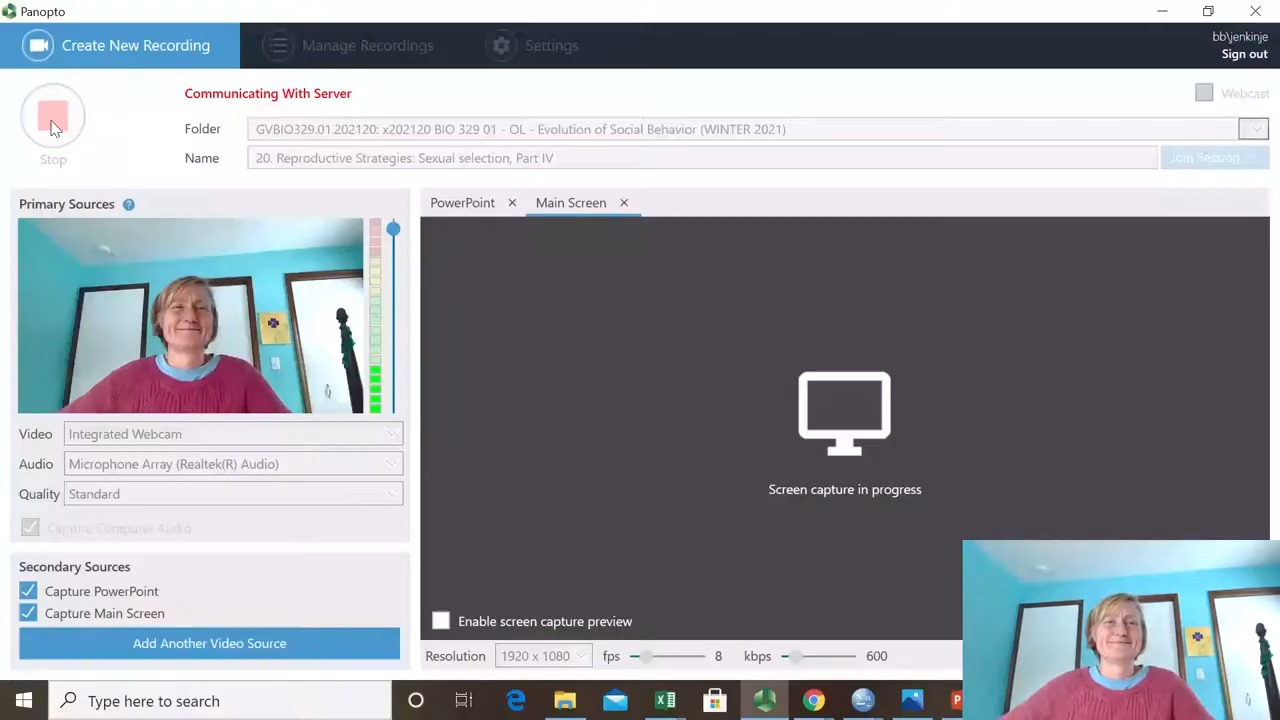 Panopto
Create New Recording
Manage Recordings
Settings
bb\jenkinje
Sign out
Communicating With Server
Webcast
Folder
GVBIO329.01.202120: x202120 BIO 329 01 - OL - Evolution of Social Behavior (WINTER 2021)
Stop
Name
20. Reproductive Strategies: Sexual selection, Part IV
Join Session
Primary Sources
PowerPoint
Main Screen
Video
Integrated Webcam
Audio
Microphone Array (Realtek(R) Audio)
Quality
Standard
Capture Computer Audio
Screen capture in progress
Secondary Sources
Capture PowerPoint
Capture Main Screen
Add Another Video Source
Enable screen capture preview
Resolution
1920 x 1080
fps
8
kbps
600
Type here to search